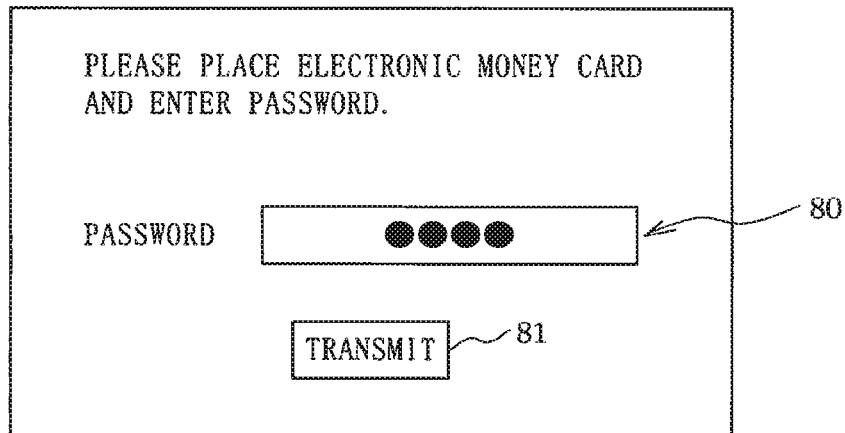 PLEASE PLACE ELECTRONIC MONEY CARD
AND ENTER PASSWORD.
PASSWORD ●●●● 80
TRANSMIT 81